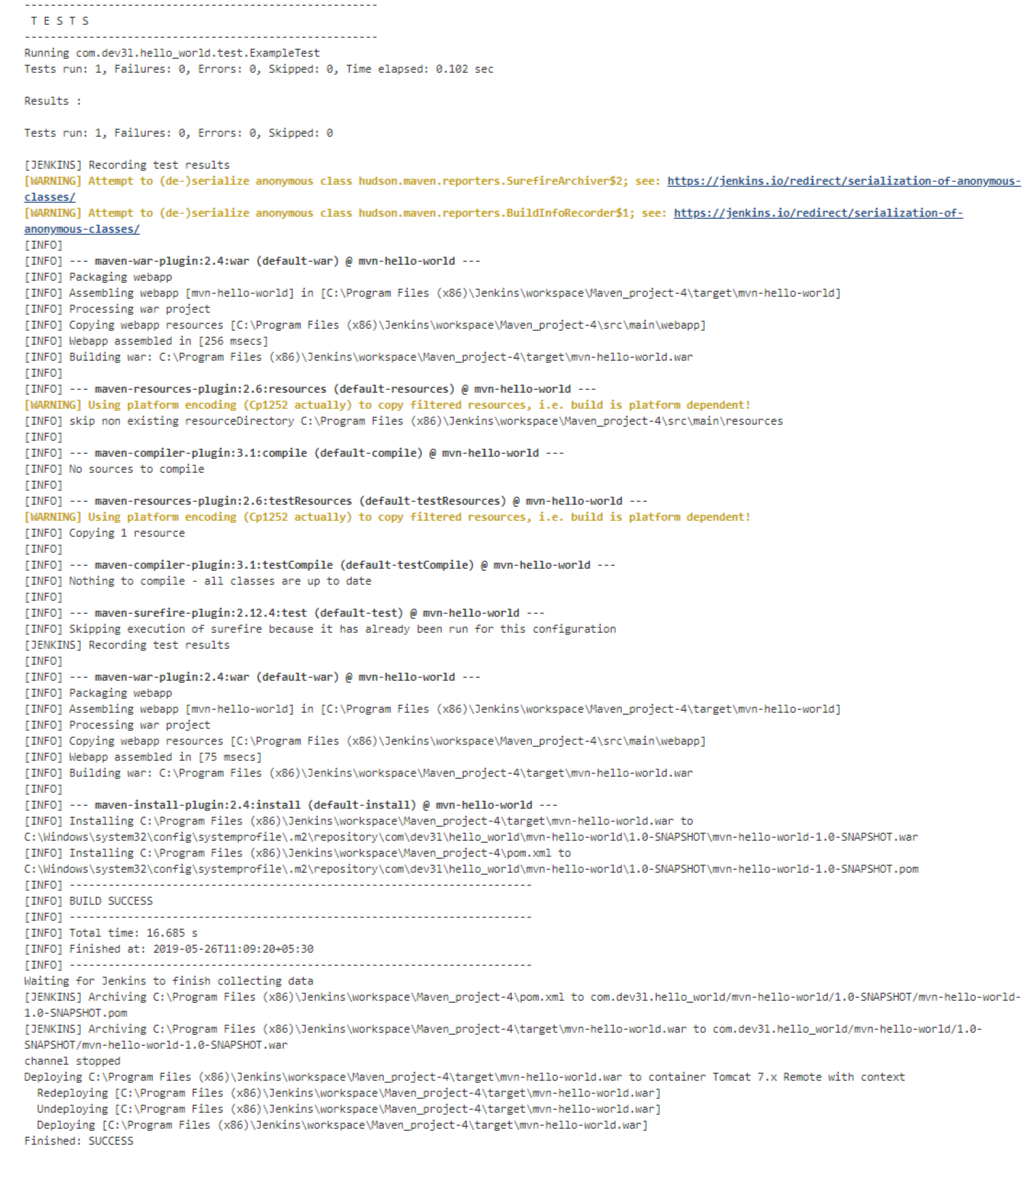 -------------------------------------------------------
T E S T S
-------------------------------------------------------
Running com.dev3l.hello_world.test.ExampleTest
Tests run: 1, Failures: 0, Errors: 0, Skipped: 0, Time elapsed: 0.102 sec
Results :
Tests run: 1, Failures: 0, Errors: 0, Skipped: 0
[JENKINS] Recording test results
[WARNING] Attempt to (de-)serialize anonymous class hudson.maven.reporters.SurefireArchiver$2; see: https://jenkins.io/redirect/serialization-of-anonymous-
classes/
[WARNING] Attempt to (de-)serialize anonymous class hudson.maven.reporters.BuildInfoRecorder$1; see: https://jenkins.io/redirect/serialization-of-
anonymous-classes/
[INFO]
[INFO] --- maven-war-plugin:2.4:war (default-war) @ mvn-hello-world ---
[INFO] Packaging webapp
[INFO] Assembling webapp [mvn-hello-world] in [C:\Program Files (x86)\Jenkins\workspace\Maven_project-4\target\mvn-hello-world]
[INFO] Processing war project
[INFO] Copying webapp resources [C:\Program Files (x86)\Jenkins\workspace\Maven_project-4\src\main\webapp]
[INFO] Webapp assembled in [256 msecs]
[INFO] Building war: C:\Program Files (x86)\Jenkins\workspace\Maven_project-4\target\mvn-hello-world.war
[INFO]
[INFO] --- maven-resources-plugin:2.6:resources (default-resources) @ mvn-hello-world ---
[WARNING] Using platform encoding (Cp1252 actually) to copy filtered resources, i.e. build is platform dependent!
[INFO] skip non existing resourceDirectory C:\Program Files (x86)\Jenkins\workspace\Maven_project-4\src\main\resources
[INFO]
[INFO] --- maven-compiler-plugin:3.1:compile (default-compile) @ mvn-hello-world ---
[INFO] No sources to compile
[INFO]
[INFO] --- maven-resources-plugin:2.6:testResources (default-testResources) @ mvn-hello-world ---
[WARNING] Using platform encoding (Cp1252 actually) to copy filtered resources, i.e. build is platform dependent!
[INFO] Copying 1 resource
[INFO]
[INFO] --- maven-compiler-plugin:3.1:testCompile (default-testCompile) @ mvn-hello-world ---
[INFO] Nothing to compile - all classes are up to date
[INFO]
[INFO] --- maven-surefire-plugin:2.12.4:test (default-test) @ mvn-hello-world ---
[INFO] Skipping execution of surefire because it has already been run for this configuration
[JENKINS] Recording test results
[INFO]
[INFO] --- maven-war-plugin:2.4:war (default-war) @ mvn-hello-world ---
[INFO] Packaging webapp
[INFO] Assembling webapp [mvn-hello-world] in [C:\Program Files (x86)\Jenkins\workspace\Maven_project-4\target\mvn-hello-world]
[INFO] Processing war project
[INFO] Copying webapp resources [C:\Program Files (x86)\Jenkins\workspace\Maven_project-4\src\main\webapp]
[INFO] Webapp assembled in [75 msecs]
[INFO] Building war: C:\Program Files (x86)\Jenkins\workspace\Maven_project-4\target\mvn-hello-world.war
[INFO]
[INFO] --- maven-install-plugin:2.4:install (default-install) @ mvn-hello-world ---
[INFO] Installing C:\Program Files (x86)\Jenkins\workspace\Maven_project-4\target\mvn-hello-world.war to
C:\Windows\system32\config\systemprofile\.m2\repository\com\dev3l\hello_world\mvn-hello-world\1.0-SNAPSHOT\mvn-hello-world-1.0-SNAPSHOT.war
[INFO] Installing C:\Program Files (x86)\Jenkins\workspace\Maven_project-4\pom.xml to
C:\Windows\system32\config\systemprofile\.m2\repository\com\dev3l\hello_world\mvn-hello-world\1.0-SNAPSHOT\mvn-hello-world-1.0-SNAPSHOT.pom
[INFO] ------------------------------------------------------------------------
[INFO] BUILD SUCCESS
[INFO] ------------------------------------------------------------------------
[INFO] Total time: 16.685 s
[INFO] Finished at: 2019-05-26T11:09:20+05:30
[INFO] ------------------------------------------------------------------------
Waiting for Jenkins to finish collecting data
[JENKINS] Archiving C:\Program Files (x86)\Jenkins\workspace\Maven_project-4\pom.xml to com.dev3l.hello_world/mvn-hello-world/1.0-SNAPSHOT/mvn-hello-world-
1.0-SNAPSHOT.pom
[JENKINS] Archiving C:\Program Files (x86)\Jenkins\workspace\Maven_project-4\target\mvn-hello-world.war to com.dev3l.hello_world/mvn-hello-world/1.0-
SNAPSHOT/mvn-hello-world-1.0-SNAPSHOT.war
channel stopped
Deploying C:\Program Files (x86)\Jenkins\workspace\Maven_project-4\target\mvn-hello-world.war to container Tomcat 7.x Remote with context
Redeploying [C:\Program Files (x86)\Jenkins\workspace\Maven_project-4\target\mvn-hello-world.war]
Undeploying [C:\Program Files (x86)\Jenkins\workspace\Maven_project-4\target\mvn-hello-world.war]
Deploying [C:\Program Files (x86)\Jenkins\workspace\Maven_project-4\target\mvn-hello-world.war]
Finished: SUCCESS